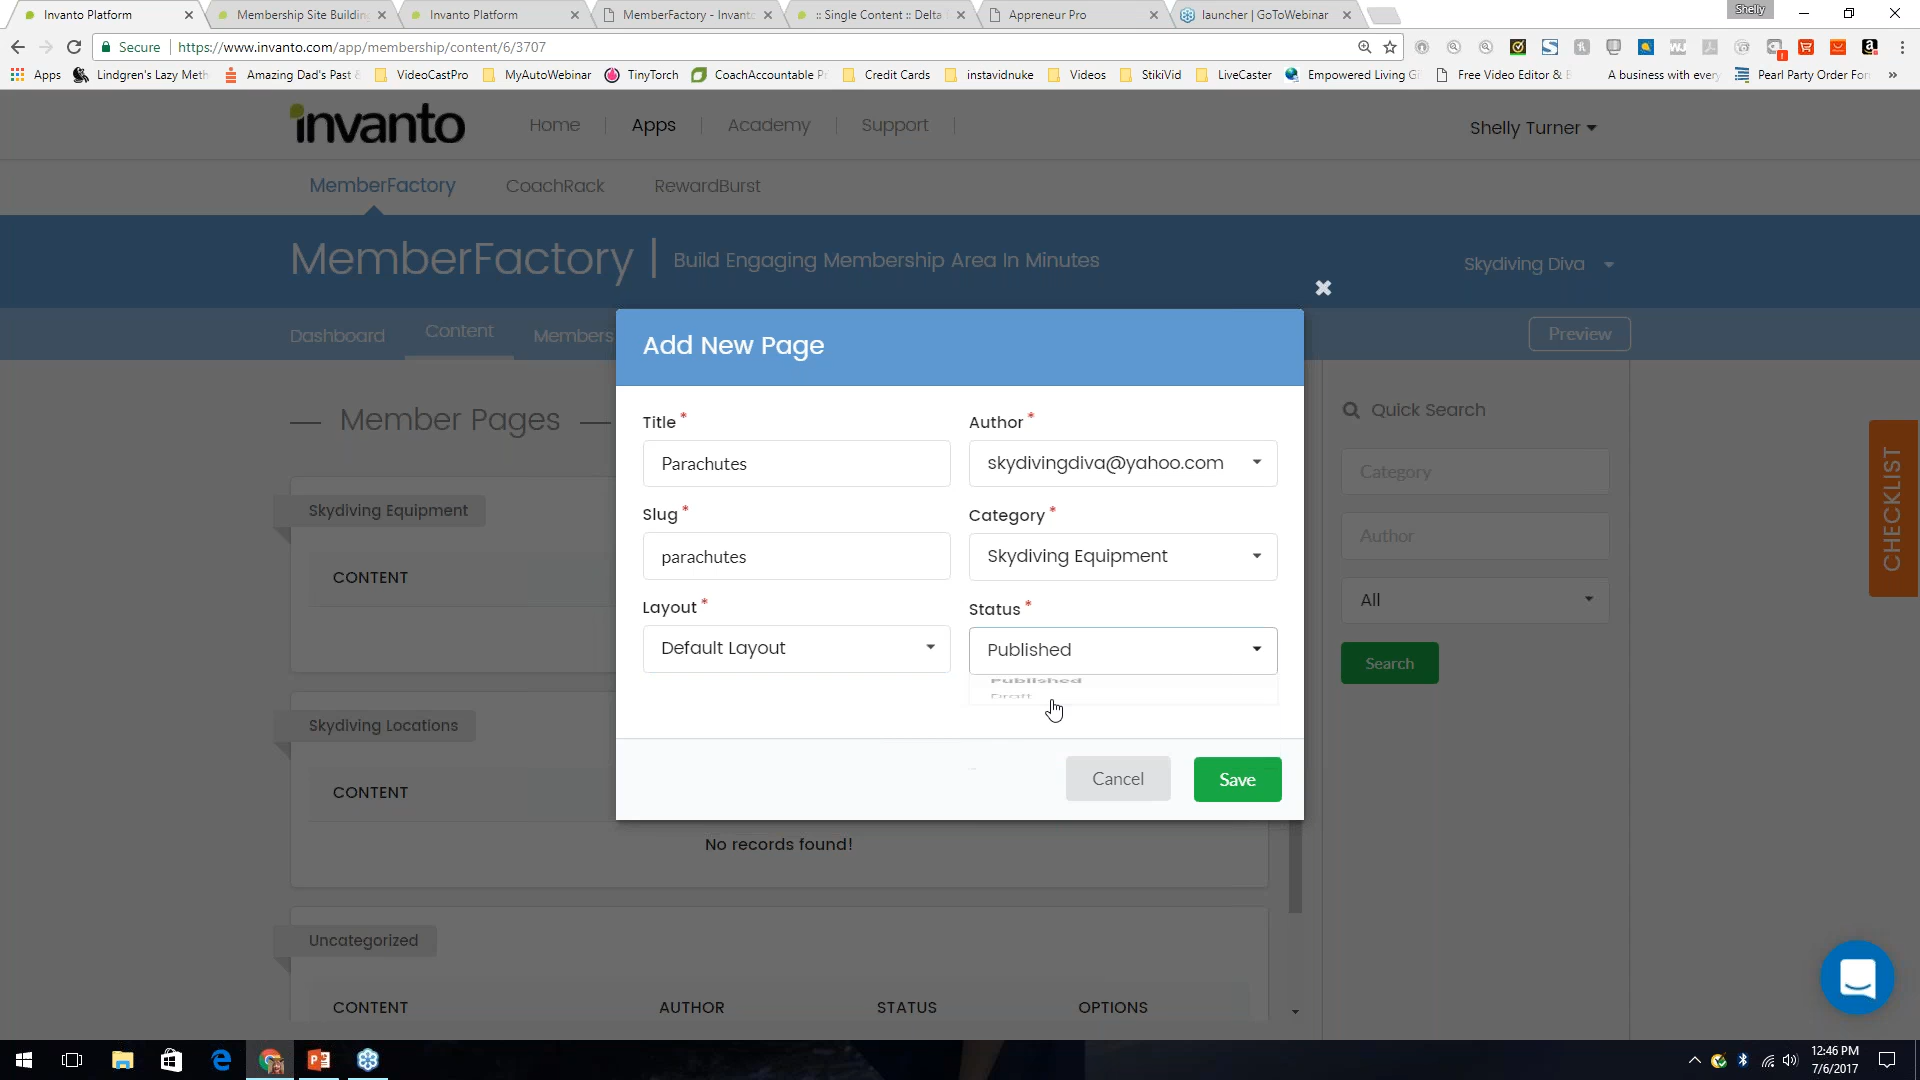 Invanto Platform
Membership Site Building
Invanto Platform
MemberFactory - Invanto
:: Single Content :: Delta
Appreneur Pro
launcher | GoToWebinar
Shelly
Secure
https://www.invanto.com/app/membership/content/6/3707
Apps
Lindgren's Lazy Meth
Amazing Dad's Past &
VideoCastPro
MyAutoWebinar
TinyTorch
CoachAccountable P
Credit Cards
instavidnuke
Videos
StikiVid
LiveCaster
Empowered Living G
Free Video Editor &
A business with every
Pearl Party Order For
»
invanto
Home
Apps
Academy
Support
Shelly Turner
MemberFactory
CoachRack
RewardBurst
MemberFactory | Build Engaging Membership Area In Minutes
Skydiving Diva
Dashboard
Content
Members
Preview
Add New Page
Title *
Author *
Parachutes
skydivingdiva@yahoo.com
Slug *
Category *
parachutes
Skydiving Equipment
Layout *
Status *
Default Layout
Published
Published
Draft
Cancel
Save
Member Pages
Skydiving Equipment
CONTENT
Skydiving Locations
CONTENT
No records found!
Uncategorized
CONTENT
AUTHOR
STATUS
OPTIONS
Quick Search
Category
Author
All
Search
CHECKLIST
12:46 PM
7/6/2017